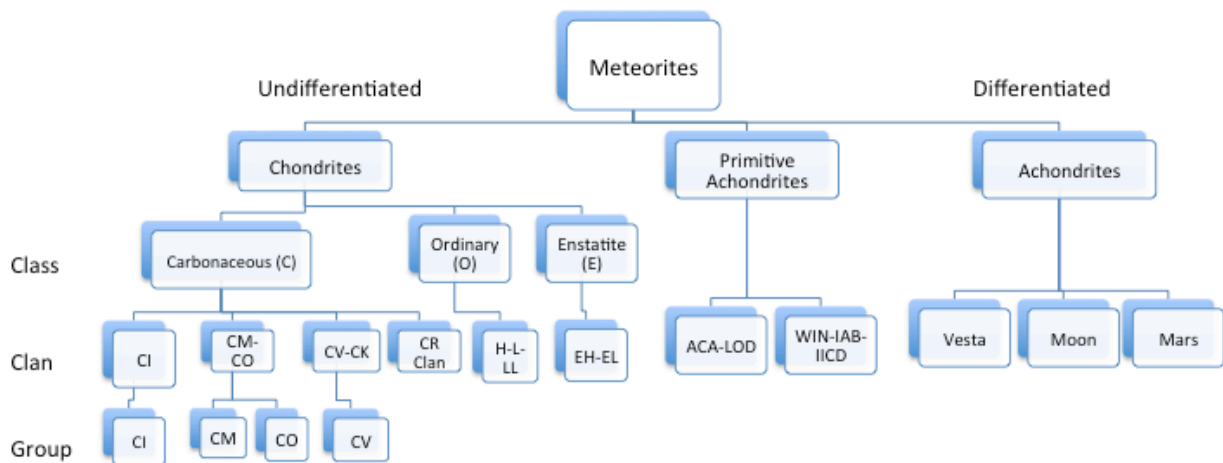 Meteorites
Undifferentiated
Differentiated
Chondrites
Primitive
Achondrites
Achondrites
Class
Carbonaceous (C)
Ordinary
(O)
Enstatite
(E)
Clan
CI
CM-
CO
CV-CK
CR
Clan
H-L-
LL
EH-EL
ACA-LOD
WIN-IAB-
IICD
Vesta
Moon
Mars
Group
CI
CM
CO
CV